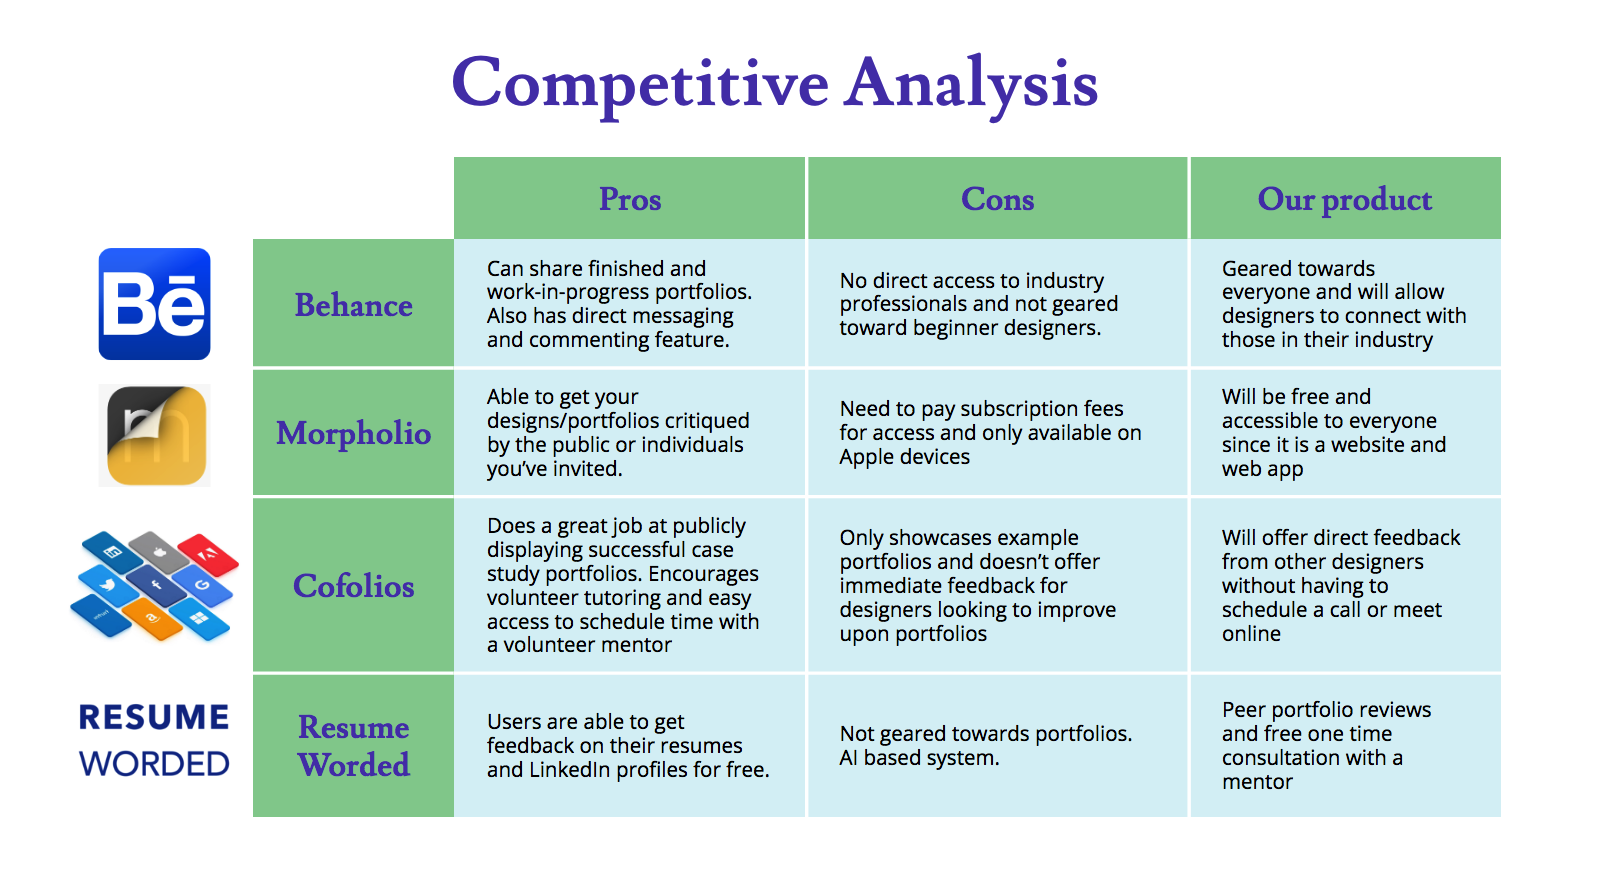 Competitive Analysis
Pros
Cons
Our product
Bē
Behance
Can share finished and
work-in-progress portfolios.
Also has direct messaging
and commenting feature.
No direct access to industry
professionals and not geared
toward beginner designers.
Geared towards
everyone and will allow
designers to connect with
those in their industry
m
Morpholio
Able to get your
designs/portfolios critiqued
by the public or individuals
you’ve invited.
Need to pay subscription fees
for access and only available on
Apple devices
Will be free and
accessible to everyone
since it is a website and
web app
in
f
G
a
Cofolios
Does a great job at publicly
displaying successful case
study portfolios. Encourages
volunteer tutoring and easy
access to schedule time with
a volunteer mentor
Only showcases example
portfolios and doesn’t offer
immediate feedback for
designers looking to improve
upon portfolios
Will offer direct feedback
from other designers
without having to
schedule a call or meet
online
RESUME
WORDED
Resume
Worded
Users are able to get
feedback on their resumes
and LinkedIn profiles for free.
Not geared towards portfolios.
AI based system.
Peer portfolio reviews
and free one time
consultation with a
mentor